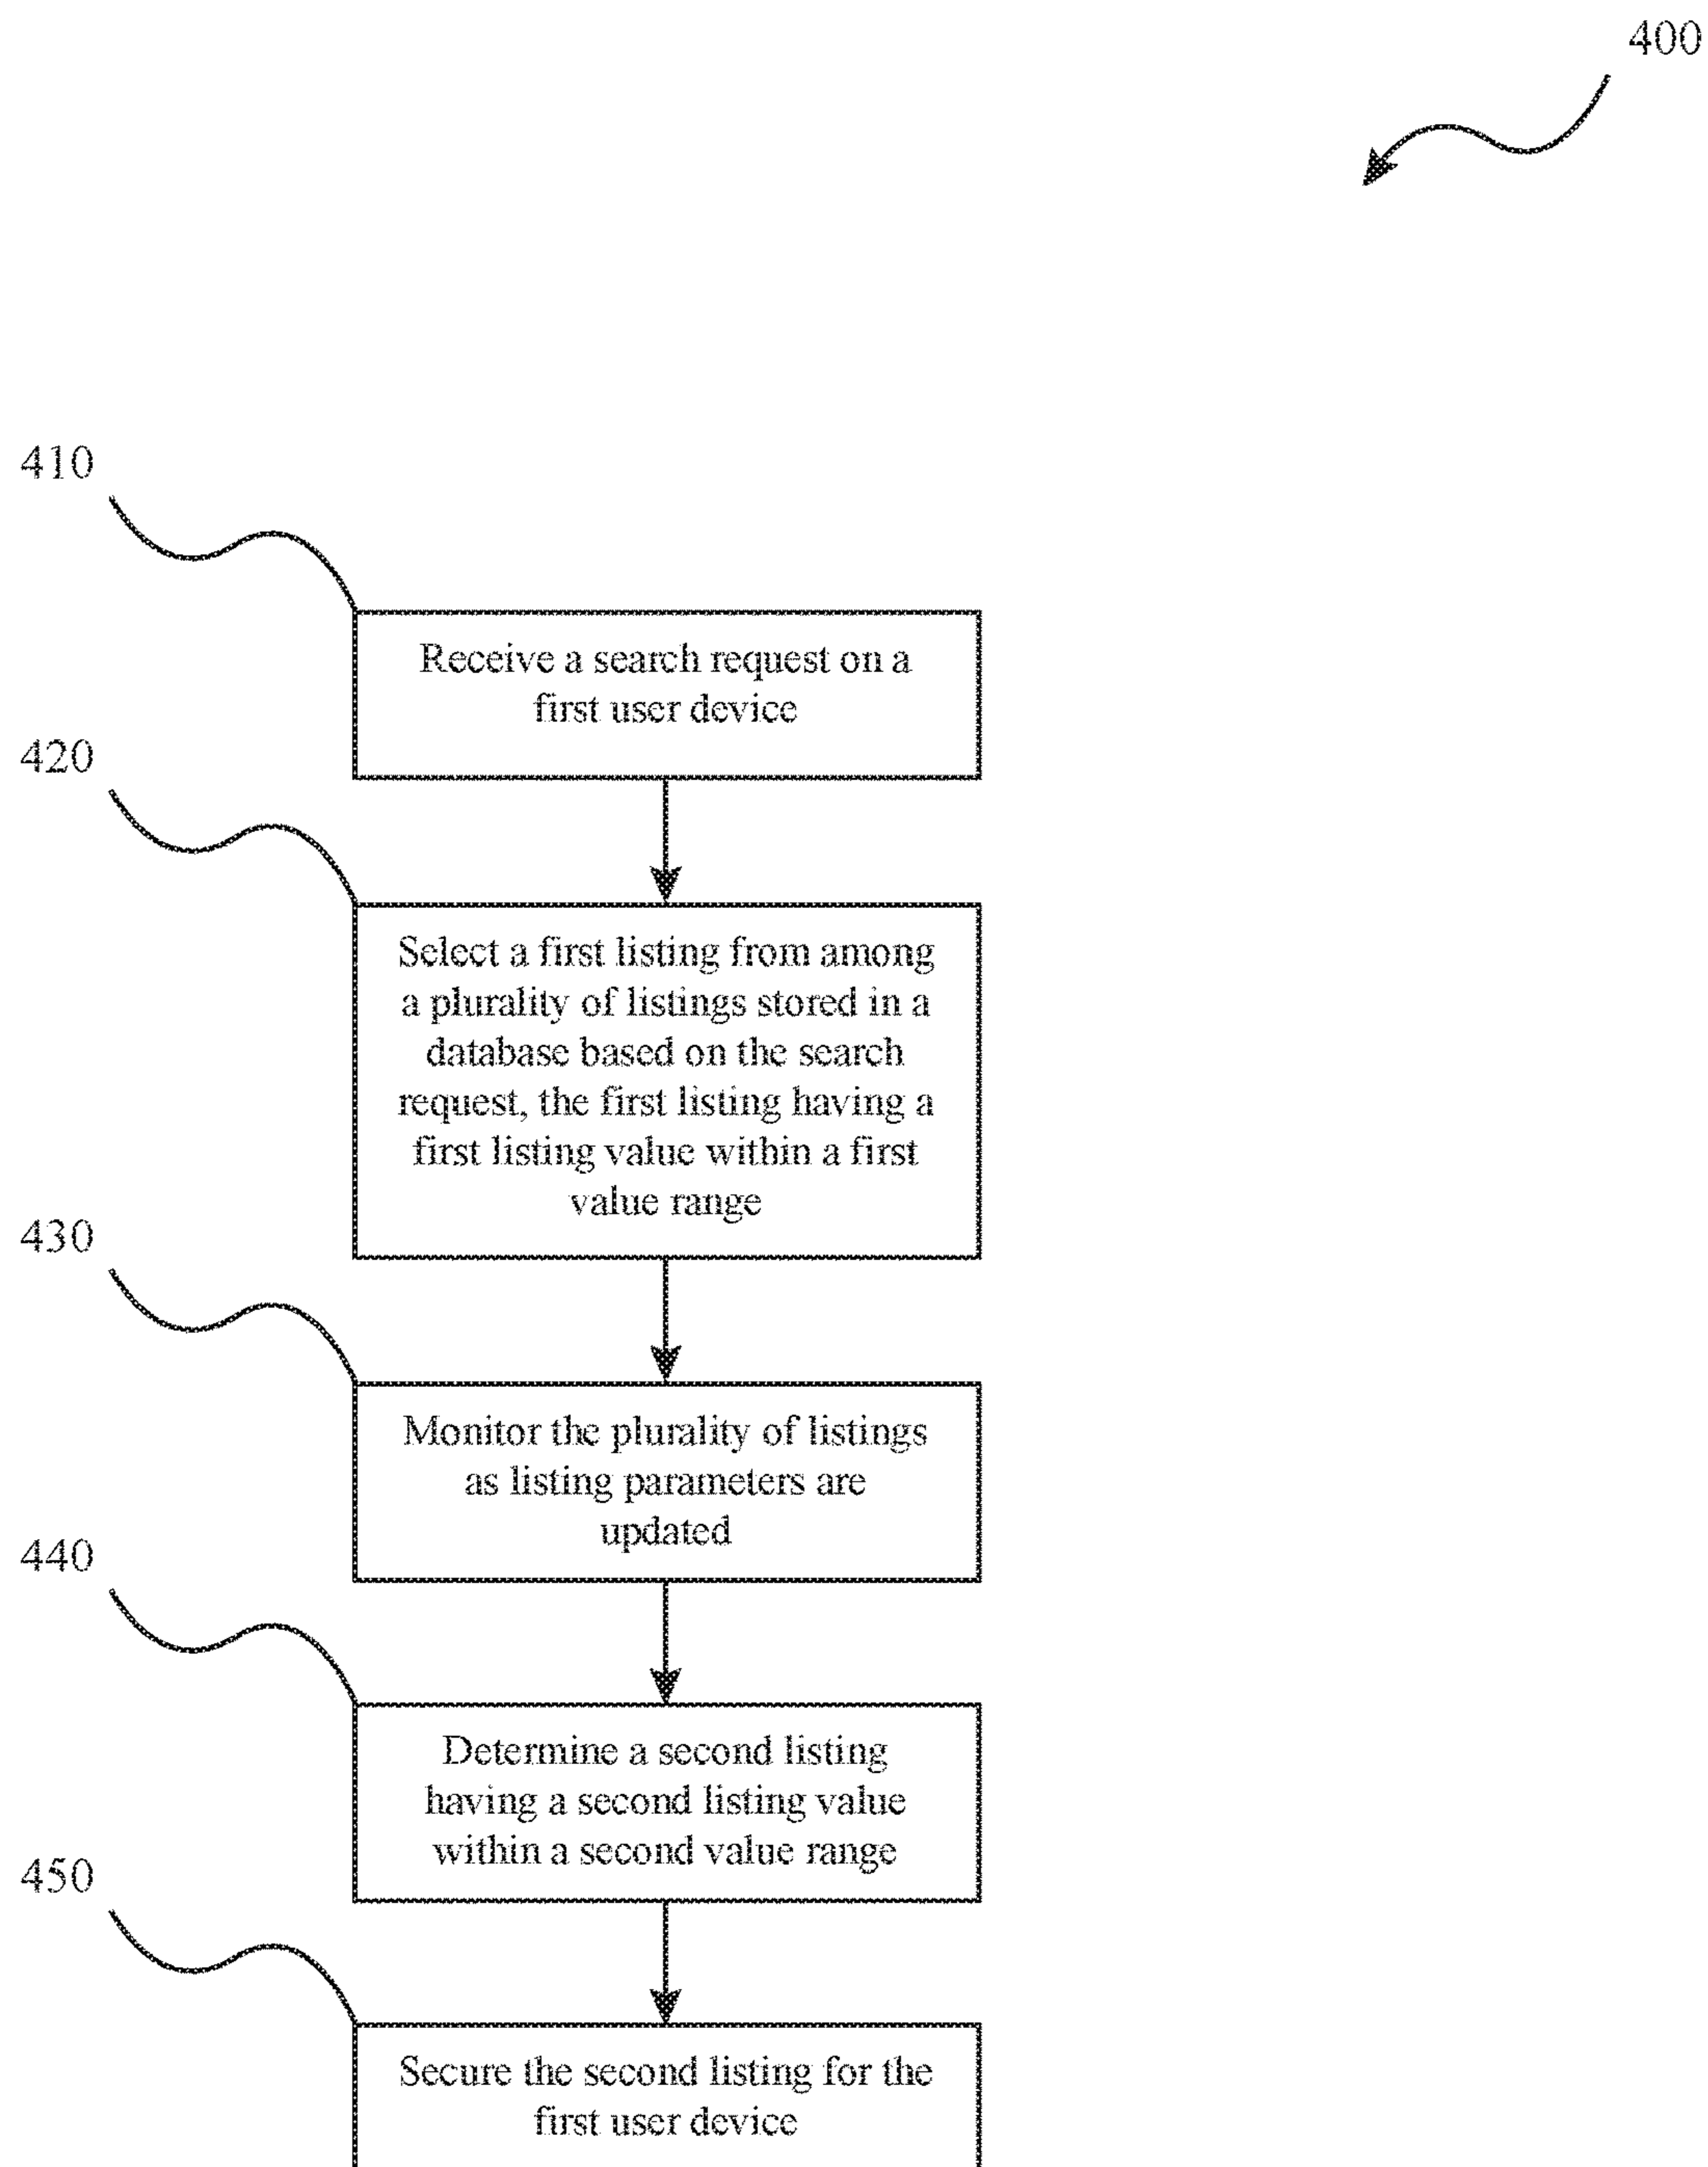 400
410
Receive a search request on a
first user device
420
Select a first listing from among
a plurality of listings stored in a
database based on the search
request, the first listing having a
first listing value within a first
value range
430
Monitor the plurality of listings
as listing parameters are
updated
440
Determine a second listing
having a second listing value
within a second value range
450
Secure the second listing for the
first user device